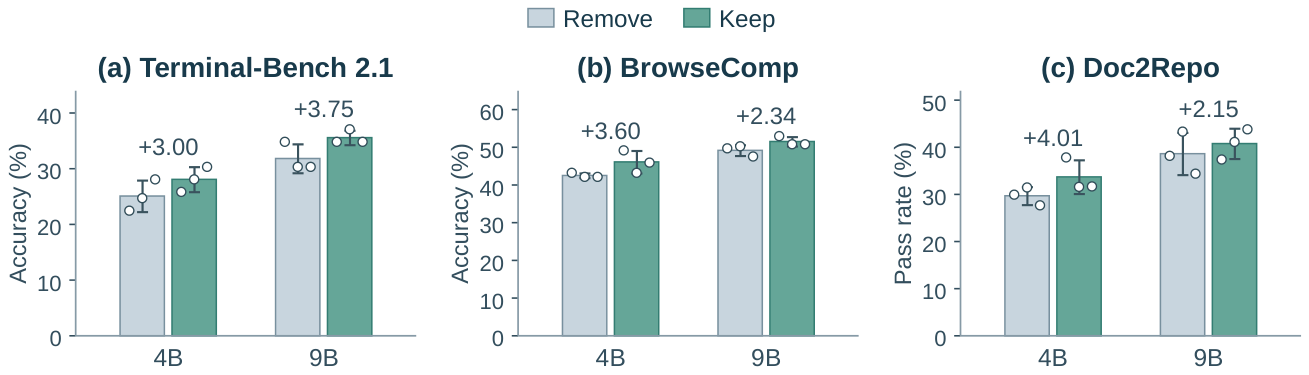 Remove Keep
(a) Terminal-Bench 2.1
Accuracy (%)
40
30
20
10
0
+3.00
+3.75
4B 9B
(b) BrowseComp
Accuracy (%)
60
50
40
30
20
10
0
+3.60
+2.34
4B 9B
(c) Doc2Repo
Pass rate (%)
50
40
30
20
10
0
+4.01
+2.15
4B 9B